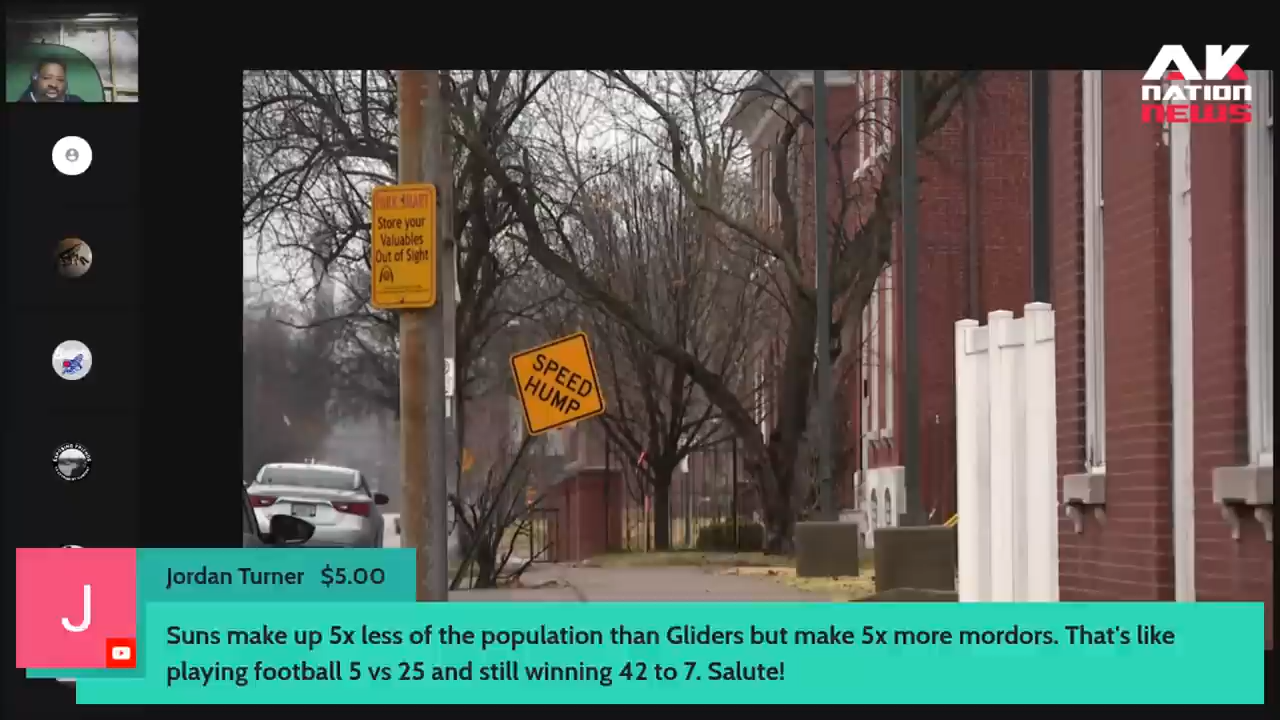 AK
NATION
NEWS
PARK SMART
Store your
Valuables
Out of Sight
SPEED
HUMP
J
Jordan Turner $5.00
Suns make up 5x less of the population than Gliders but make 5x more mordors. That's like
playing football 5 vs 25 and still winning 42 to 7. Salute!